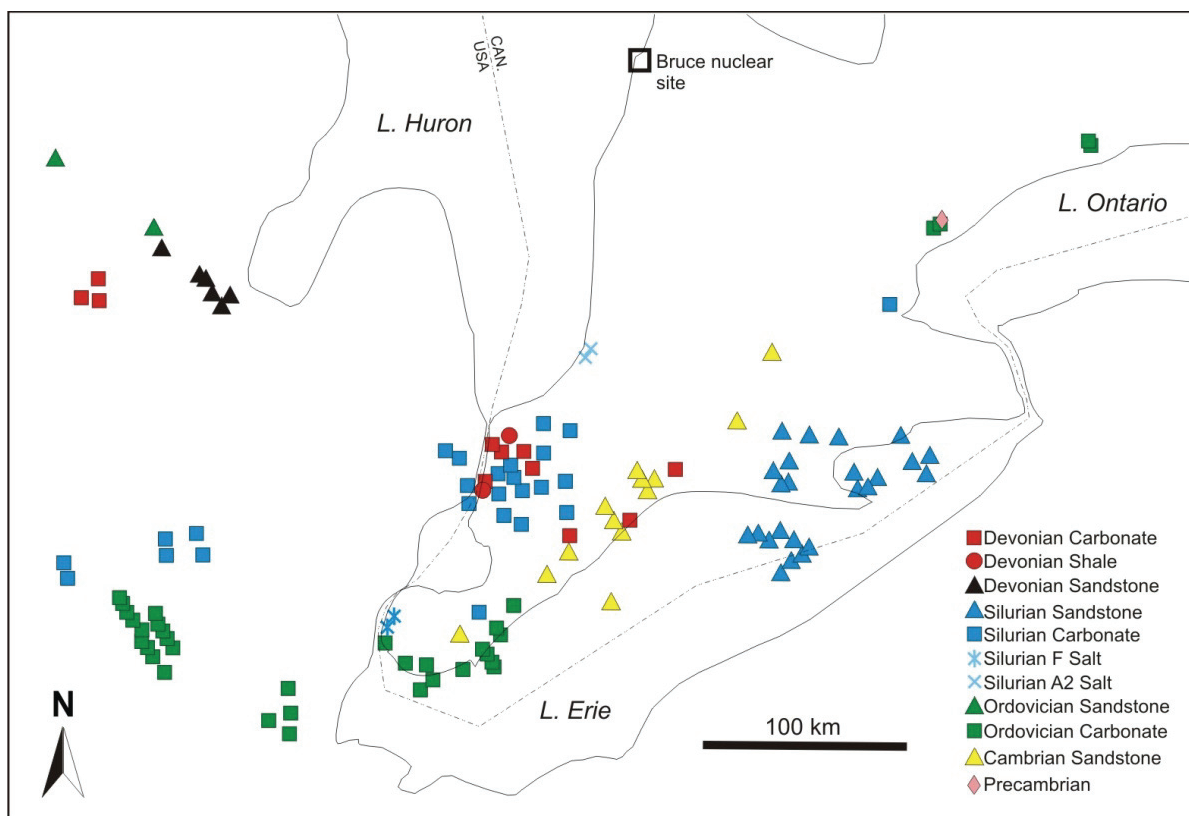 CAN.
USA
Bruce nuclear
site
L. Huron
L. Ontario
L. Erie
N
100 km
Devonian Carbonate
Devonian Shale
Devonian Sandstone
Silurian Sandstone
Silurian Carbonate
Silurian F Salt
Silurian A2 Salt
Ordovician Sandstone
Ordovician Carbonate
Cambrian Sandstone
Precambrian